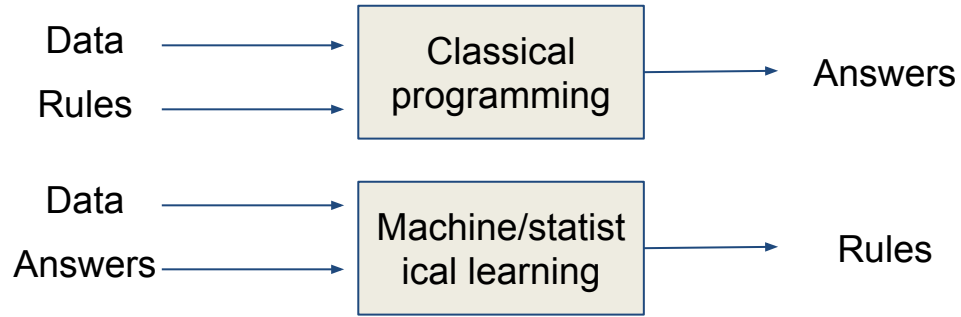 Data
Rules
Classical
programming
Answers
Data
Answers
Machine/statist
ical learning
Rules